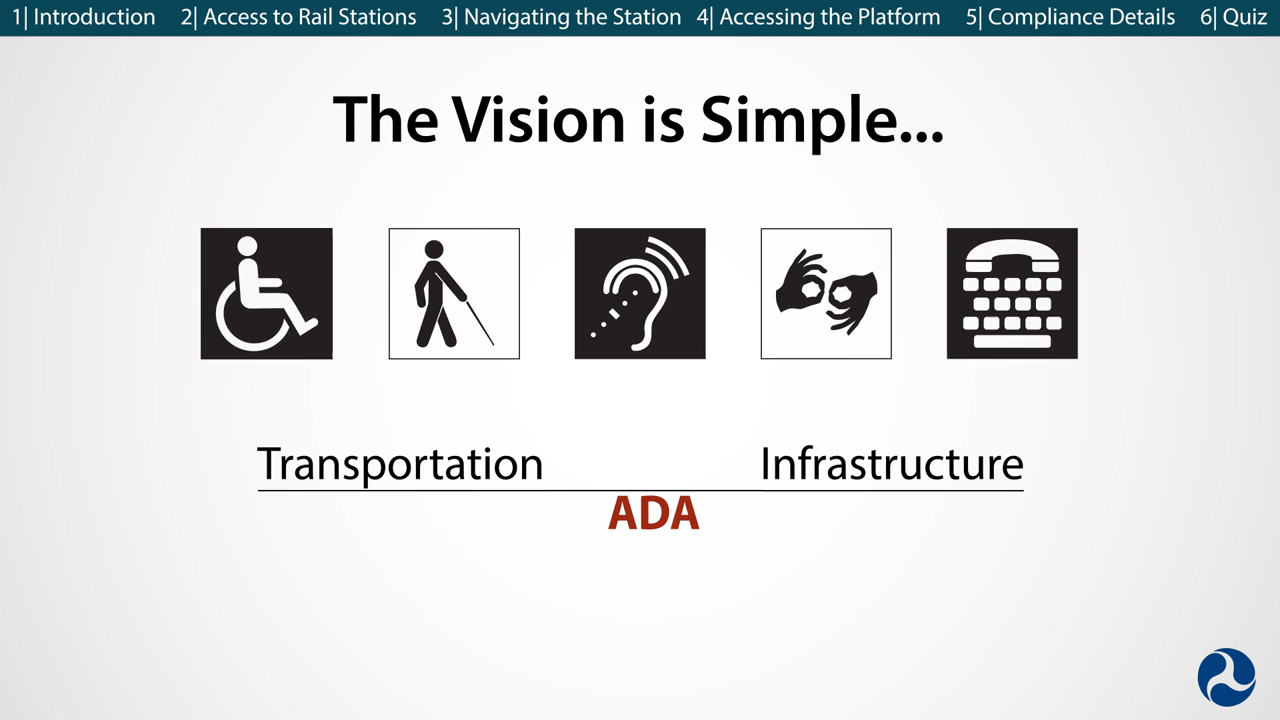 1| Introduction 2| Access to Rail Stations 3| Navigating the Station 4| Accessing the Platform 5| Compliance Details 6| Quiz
The Vision is Simple...
Transportation Infrastructure
ADA